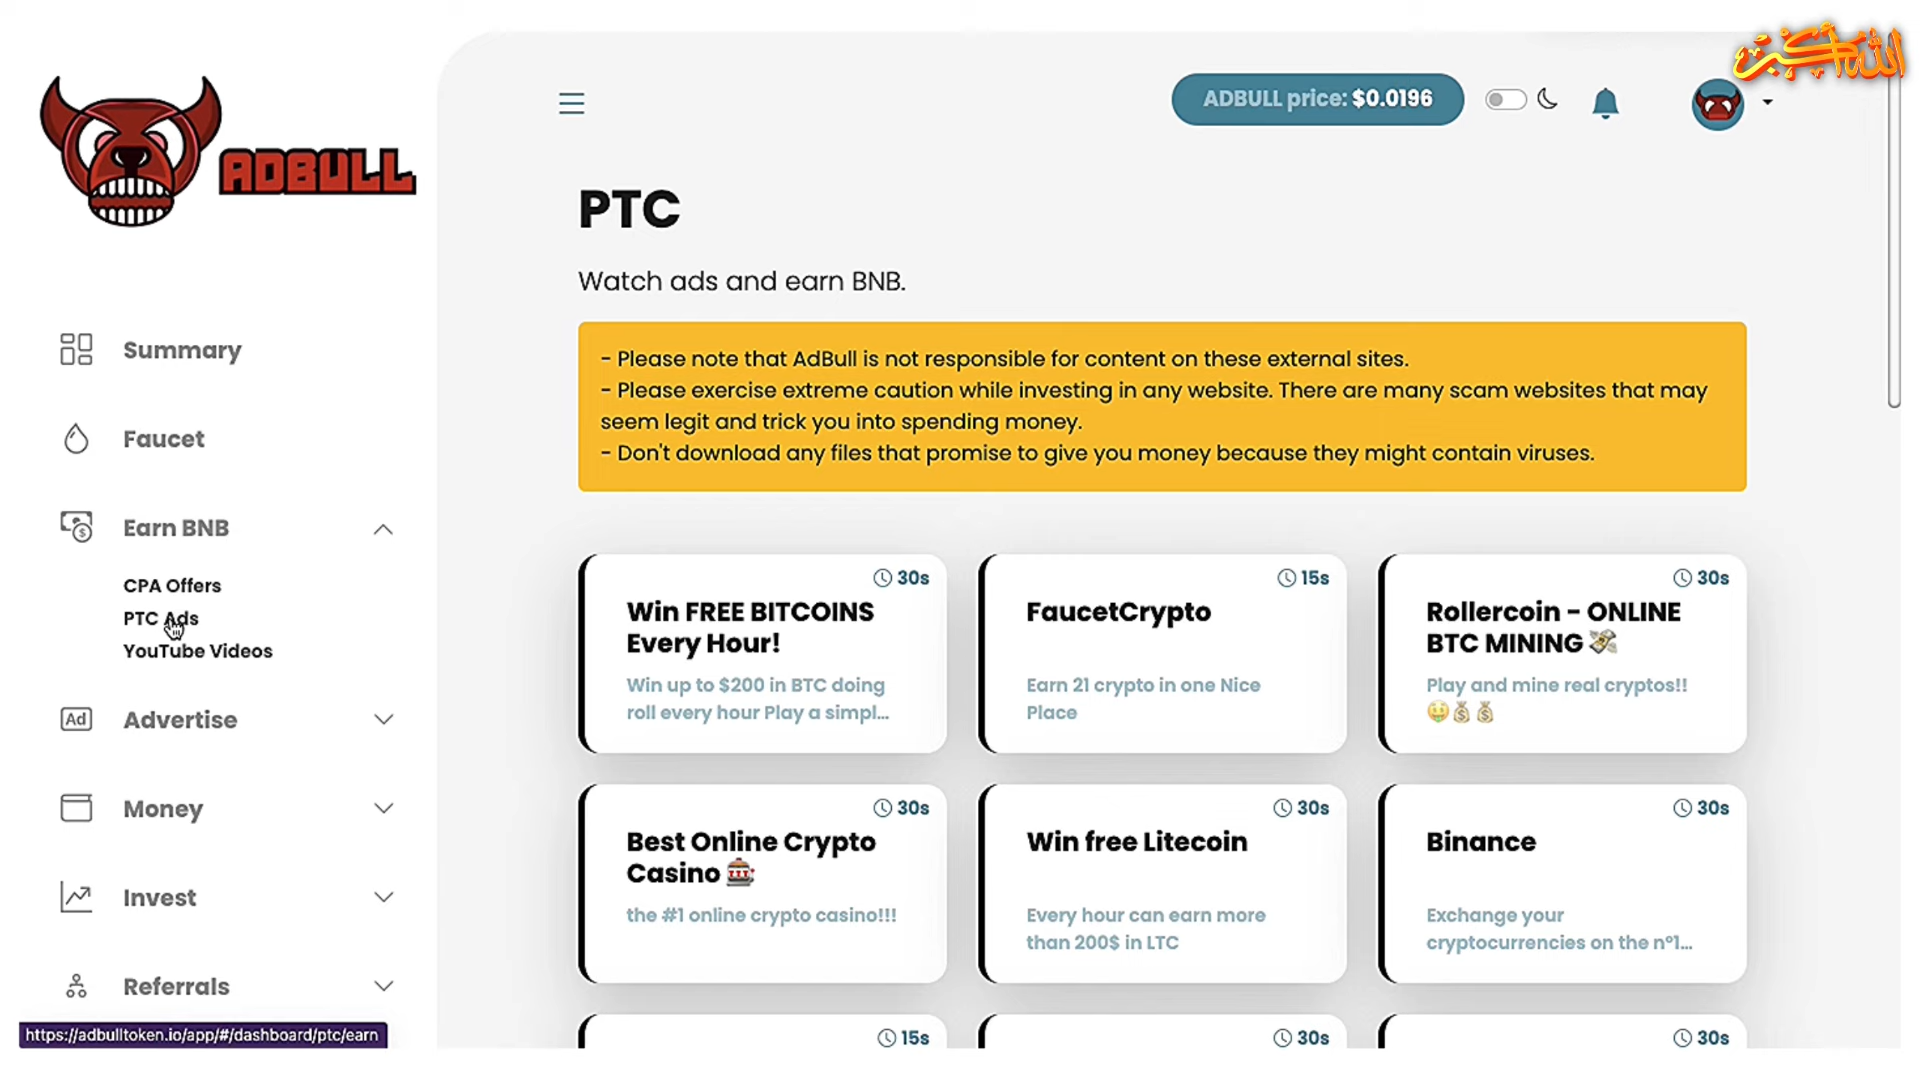 الله أكبر
ADBULL
ADBULL price: $0.0196
PTC
Watch ads and earn BNB.
- Please note that AdBull is not responsible for content on these external sites.
- Please exercise extreme caution while investing in any website. There are many scam websites that may
seem legit and trick you into spending money.
- Don't download any files that promise to give you money because they might contain viruses.
Summary
Faucet
Earn BNB
CPA Offers
PTC Ads
YouTube Videos
Ad Advertise
Money
Invest
Referrals
30s
Win FREE BITCOINS
Every Hour!
Win up to $200 in BTC doing
roll every hour Play a simpl...
15s
FaucetCrypto
Earn 21 crypto in one Nice
Place
30s
Rollercoin - ONLINE
BTC MINING 💸
Play and mine real cryptos!!
🤑💰💰
30s
Best Online Crypto
Casino 🎰
the #1 online crypto casino!!!
30s
Win free Litecoin
Every hour can earn more
than 200$ in LTC
30s
Binance
Exchange your
cryptocurrencies on the nº1...
15s
30s
30s
https://adbulltoken.io/app/#/dashboard/ptc/earn